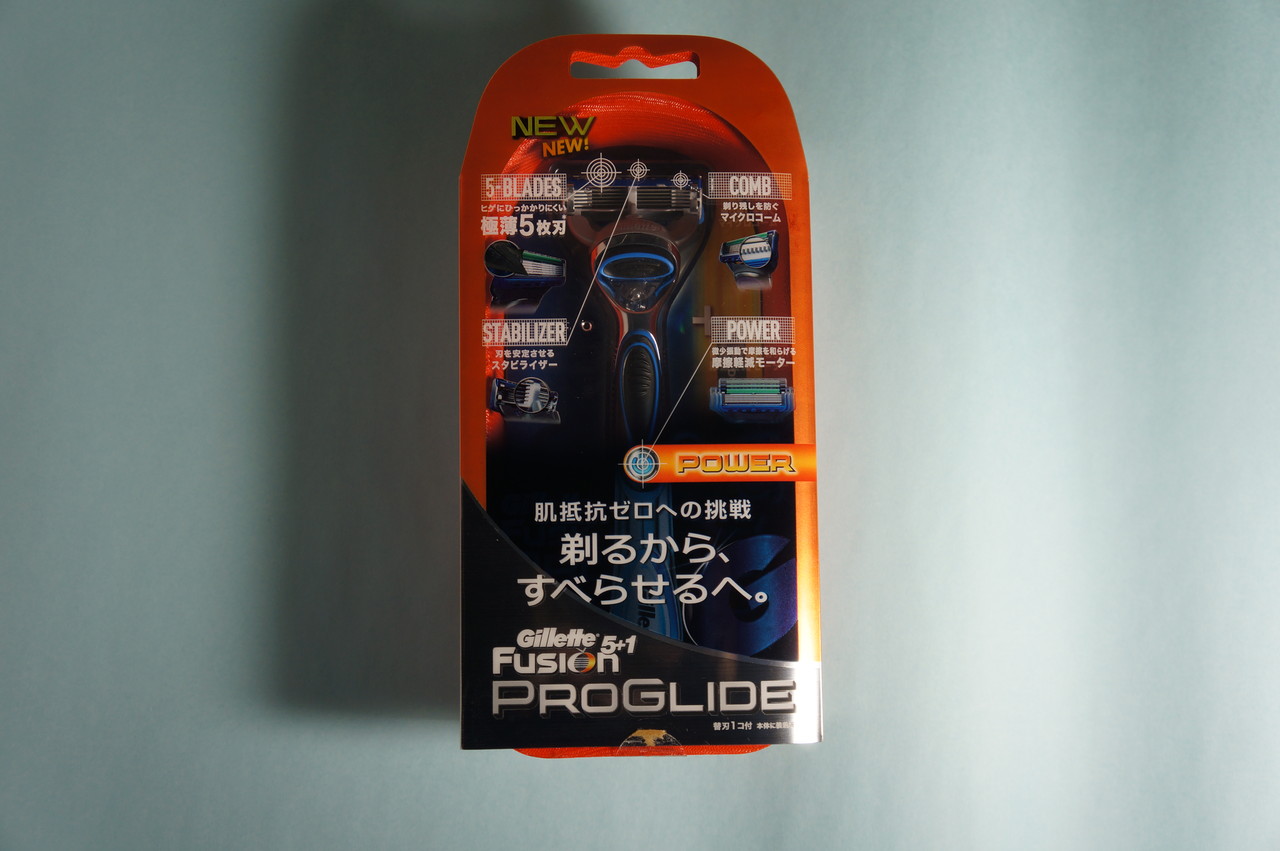 NEW
NEW!
5-BLADES
ヒゲにひっかかりにくい
極薄5枚刃
COMB
剃り残しを防ぐ
マイクロコーム
STABILIZER
刃を安定させる
スタビライザー
POWER
微少振動で摩擦を和らげる
摩擦軽減モーター
POWER
肌抵抗ゼロへの挑戦
剃るから、
すべらせるへ。
Gillette
Fusion 5+1
PROGLIDE
替刃1コ付 本体に装